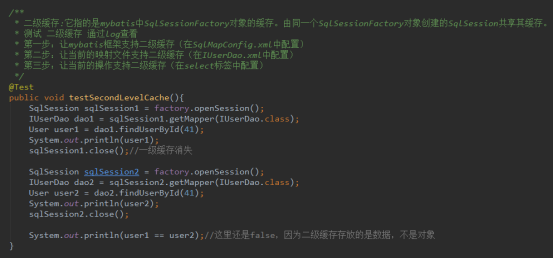 /**
* 二级缓存:它指的是mybatis中SqlSessionFactory对象的缓存。由同一个SqlSessionFactory对象创建的SqlSession共享其缓存。
* 测试 二级缓存 通过log查看
* 第一步：让mybatis框架支持二级缓存（在SqlMapConfig.xml中配置）
* 第二步：让当前的映射文件支持二级缓存（在IUserDao.xml中配置）
* 第三步：让当前的操作支持二级缓存（在select标签中配置）
*/
@Test
public void testSecondLevelCache(){
SqlSession sqlSession1 = factory.openSession();
IUserDao dao1 = sqlSession1.getMapper(IUserDao.class);
User user1 = dao1.findUserById(41);
System.out.println(user1);
sqlSession1.close();//一级缓存消失
SqlSession sqlSession2 = factory.openSession();
IUserDao dao2 = sqlSession2.getMapper(IUserDao.class);
User user2 = dao2.findUserById(41);
System.out.println(user2);
sqlSession2.close();
System.out.println(user1 == user2);//这里还是false，因为二级缓存存放的是数据，不是对象
}